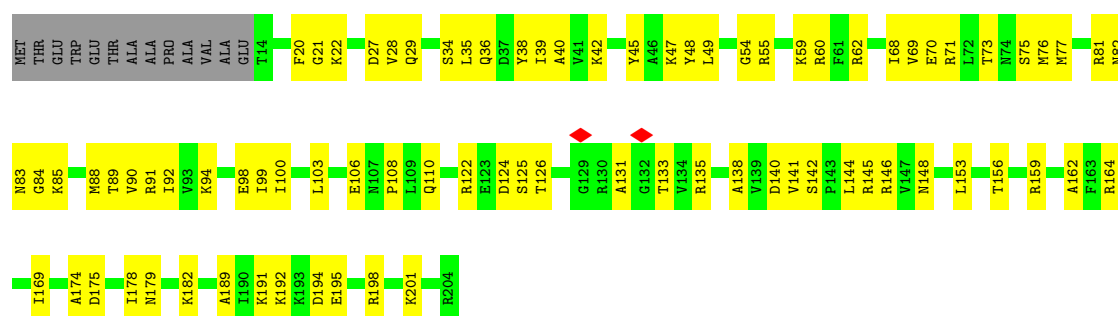 MET THR GLU TRP GLU THR ALA ALA PRO ALA VAL ALA GLU T14 F20 G21 K22 D27 V28 Q29 S34 L35 Q36 D37 Y38 I39 A40 V41 K42 Y45 A46 K47 Y48 L49 G54 R55 K59 R60 F61 R62 I68 V69 E70 R71 L72 T73 N74 S75 M76 M77 R81
N83 G84 K85 M88 T89 V90 R91 I92 V93 K94 E98 I99 I100 L103 E106 N107 P108 L109 Q110 R122 E123 D124 S125 T126 G129 R130 A131 G132 T133 V134 R135 A138 V139 D140 V141 S142 P143 L144 R145 R146 V147 N148 L153 T156 R159 A162 F163 R164
I169 A174 D175 I178 N179 K182 A189 I190 K191 K192 K193 D194 E195 R198 K201 R204